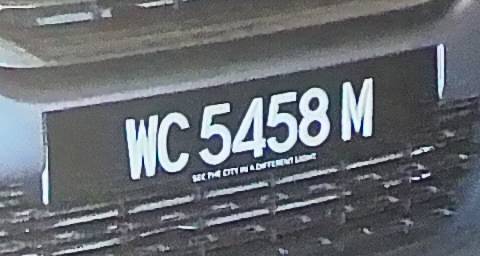 WC 5458 M
SEE THE CITY IN A DIFFERENT LIGHT